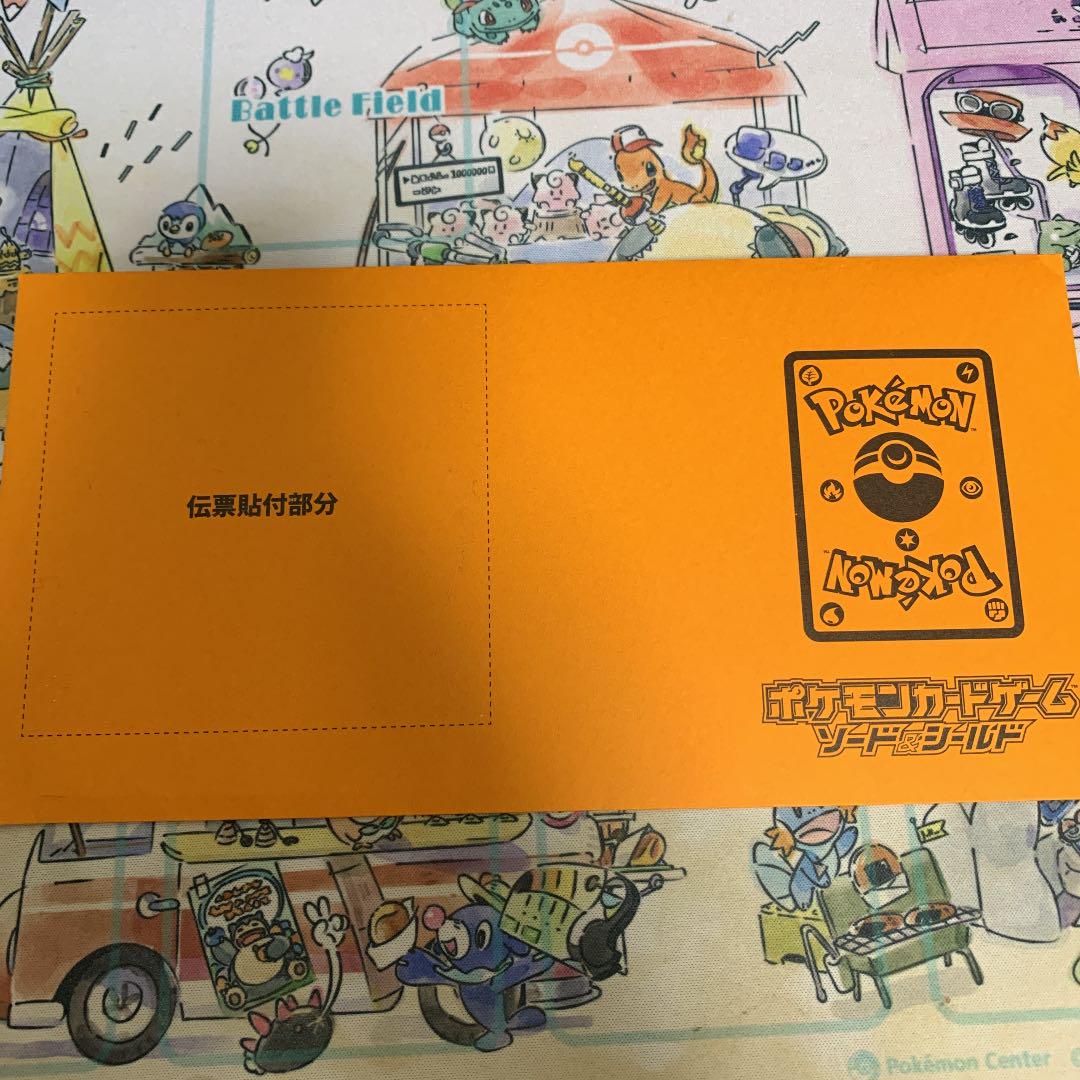 Battle Field
1000000
伝票貼付部分
POKéMON
POKéMON
ポケモンカードゲーム
ソード&シールド
Pokémon Center